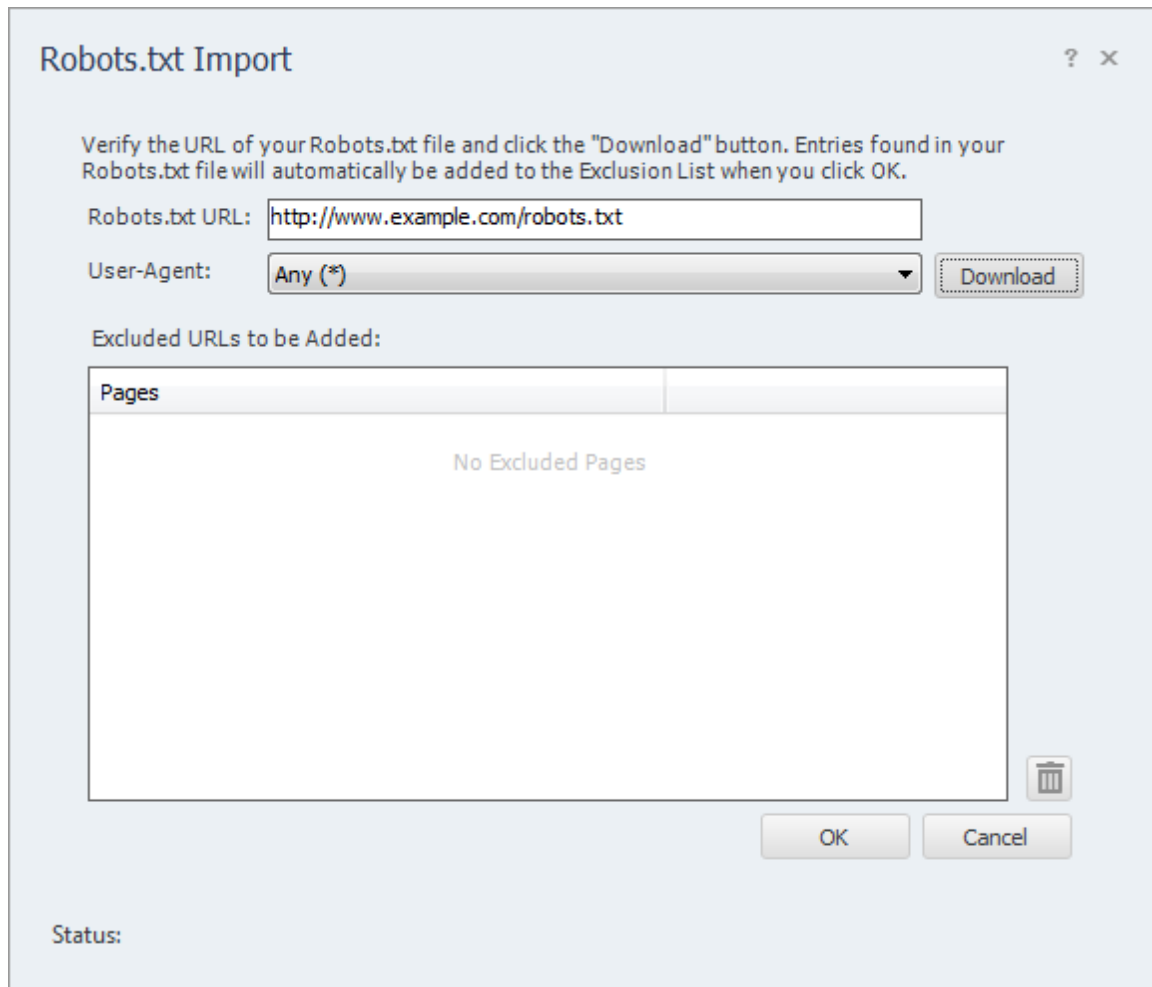 Robots.txt Import
?
Verify the URL of your Robots.txt file and click the "Download" button. Entries found in your
Robots.txt file will automatically be added to the Exclusion List when you click OK.
Robots.txt URL: http://www.example.com/robots.txt
User-Agent: Any (*) Download
Excluded URLs to be Added:
Pages
No Excluded Pages
OK Cancel
Status: